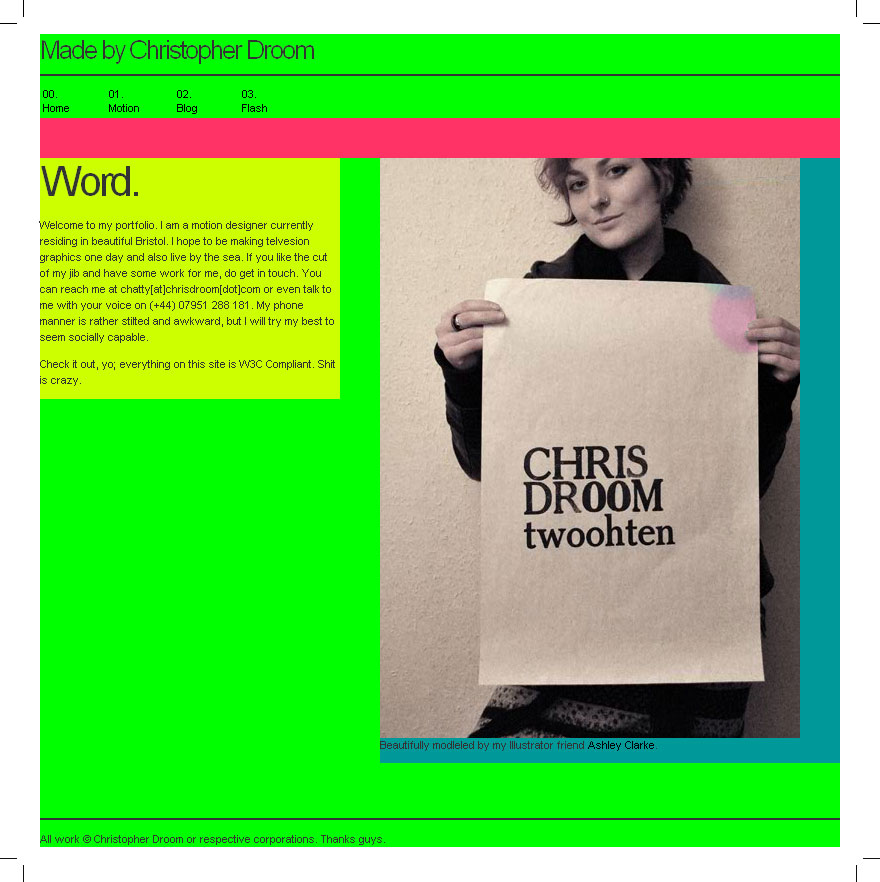 Made by Christopher Droom
00. 01. 02. 03.
Home Motion Blog Flash
Word.
Welcome to my portfolio. I am a motion designer currently
residing in beautiful Bristol. I hope to be making telvesion
graphics one day and also live by the sea. If you like the cut
of my jib and have some work for me, do get in touch. You
can reach me at chatty[at]chrisdroom[dot]com or even talk to
me with your voice on (+44) 07951 288 181. My phone
manner is rather stilted and awkward, but I will try my best to
seem socially capable.
Check it out, yo; everything on this site is W3C Compliant. Shit
is crazy.
CHRIS
DROOM
twoohten
Beautifully modleled by my Illustrator friend Ashley Clarke.
All work © Christopher Droom or respective corporations. Thanks guys.